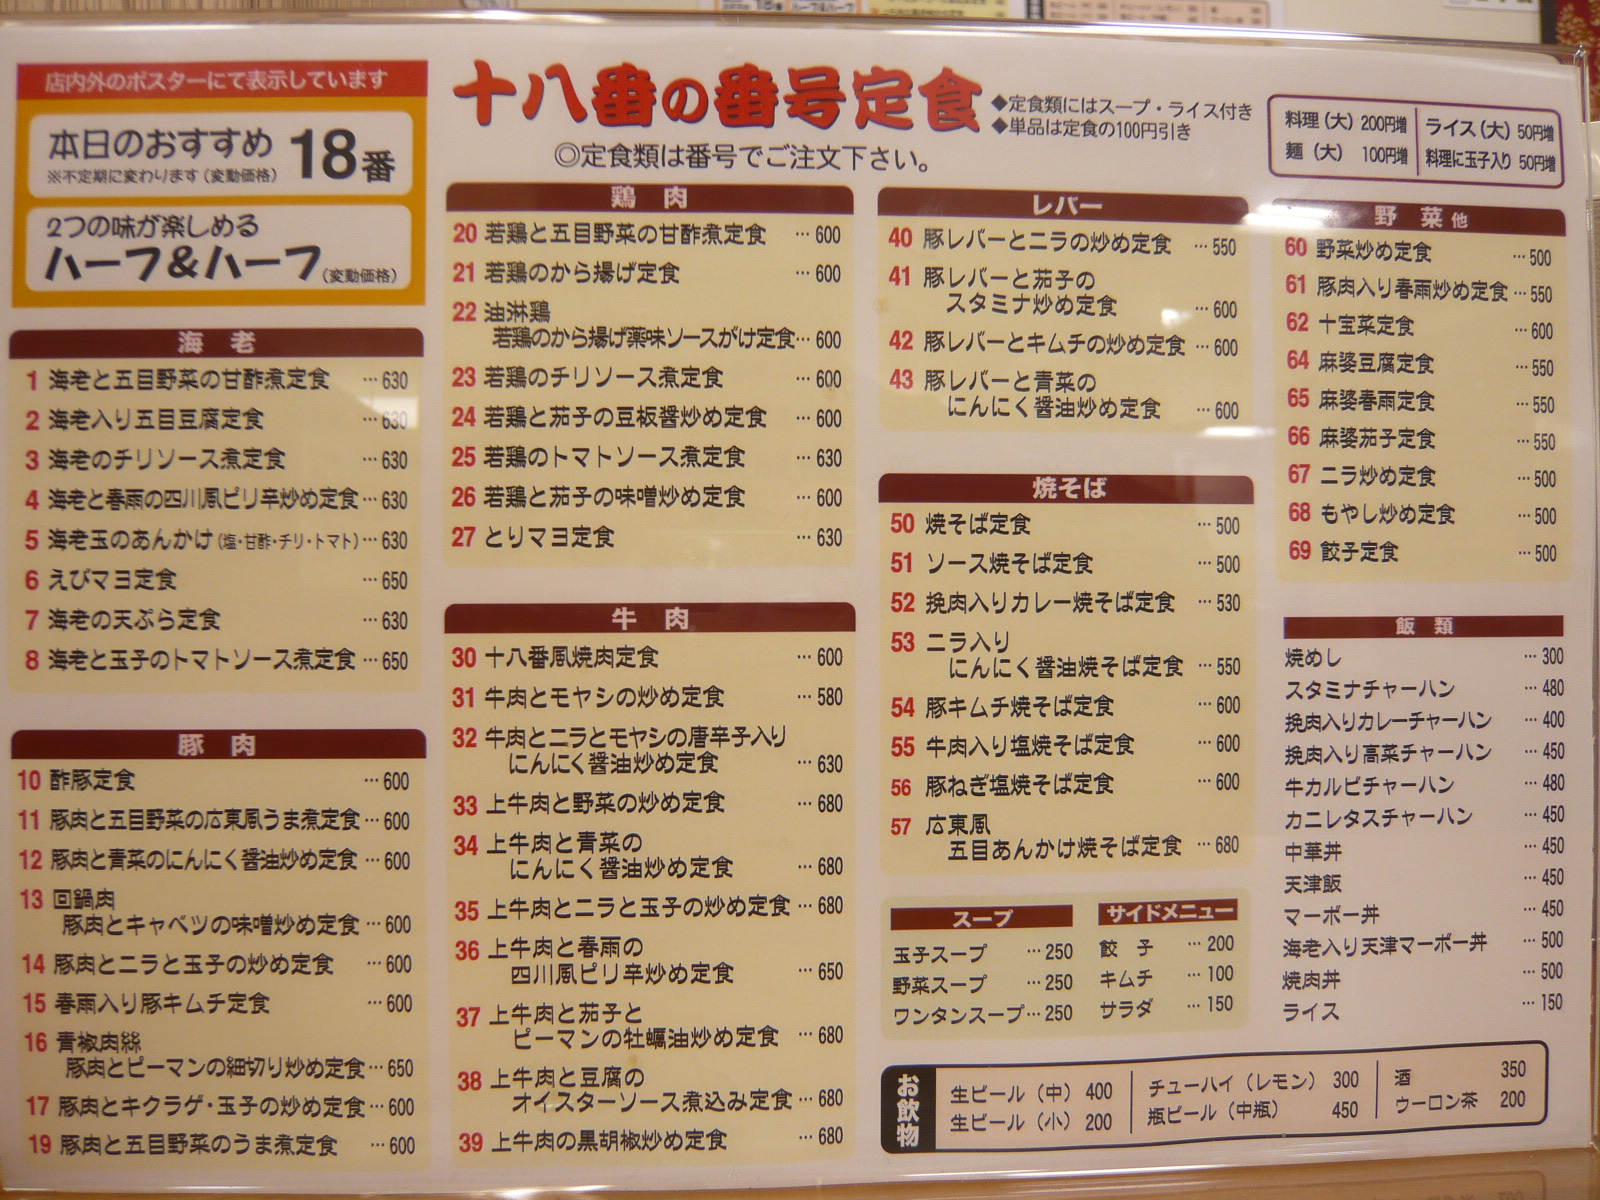 店内外のポスターにて表示しています
本日のおすすめ 18番
※不定期に変わります(変動価格)
2つの味が楽しめる
ハーフ&ハーフ(変動価格)
十八番の番号定食
◆定食類にはスープ・ライス付き
◆単品は定食の100円引き
◎定食類は番号でご注文下さい。
料理(大) 200円増
麺(大) 100円増
ライス(大) 50円増
料理に玉子入り 50円増
海老
1 海老と五目野菜の甘酢煮定食 …630
2 海老入り五目豆腐定食 …630
3 海老のチリソース煮定食 …630
4 海老と春雨の四川風ピリ辛炒め定食…630
5 海老玉のあんかけ(塩・甘酢・チリ・トマト)…630
6 えびマヨ定食 …650
7 海老の天ぷら定食 …630
8 海老と玉子のトマトソース煮定食…650
豚肉
10 酢豚定食 …600
11 豚肉と五目野菜の広東風うま煮定食…600
12 豚肉と青菜のにんにく醤油炒め定食…600
13 回鍋肉
豚肉とキャベツの味噌炒め定食…600
14 豚肉とニラと玉子の炒め定食 …600
15 春雨入り豚キムチ定食 …600
16 青椒肉絲
豚肉とピーマンの細切り炒め定食…650
17 豚肉とキクラゲ・玉子の炒め定食…600
19 豚肉と五目野菜のうま煮定食 …600
鶏肉
20 若鶏と五目野菜の甘酢煮定食 …600
21 若鶏のから揚げ定食 …600
22 油淋鶏
若鶏のから揚げ薬味ソースがけ定食…600
23 若鶏のチリソース煮定食 …600
24 若鶏と茄子の豆板醤炒め定食 …600
25 若鶏のトマトソース煮定食 …630
26 若鶏と茄子の味噌炒め定食 …600
27 とりマヨ定食 …630
牛肉
30 十八番風焼肉定食 …600
31 牛肉とモヤシの炒め定食 …580
32 牛肉とニラとモヤシの唐辛子入り
にんにく醤油炒め定食 …630
33 上牛肉と野菜の炒め定食 …680
34 上牛肉と青菜の
にんにく醤油炒め定食 …680
35 上牛肉とニラと玉子の炒め定食…680
36 上牛肉と春雨の
四川風ピリ辛炒め定食 …650
37 上牛肉と茄子と
ピーマンの牡蠣油炒め定食 …680
38 上牛肉と豆腐の
オイスターソース煮込み定食…680
39 上牛肉の黒胡椒炒め定食 …680
レバー
40 豚レバーとニラの炒め定食 …550
41 豚レバーと茄子の
スタミナ炒め定食 …600
42 豚レバーとキムチの炒め定食 …600
43 豚レバーと青菜の
にんにく醤油炒め定食 …600
焼そば
50 焼そば定食 …500
51 ソース焼そば定食 …500
52 挽肉入りカレー焼そば定食 …530
53 ニラ入り
にんにく醤油焼そば定食 …550
54 豚キムチ焼そば定食 …600
55 牛肉入り塩焼そば定食 …600
56 豚ねぎ塩焼そば定食 …600
57 広東風
五目あんかけ焼そば定食 …680
スープ
玉子スープ …250
野菜スープ …250
ワンタンスープ…250
サイドメニュー
餃子 …200
キムチ …100
サラダ …150
野菜他
60 野菜炒め定食 …500
61 豚肉入り春雨炒め定食…550
62 十宝菜定食 …600
64 麻婆豆腐定食 …550
65 麻婆春雨定食 …550
66 麻婆茄子定食 …550
67 ニラ炒め定食 …500
68 もやし炒め定食 …500
69 餃子定食 …500
飯類
焼めし …300
スタミナチャーハン …480
挽肉入りカレーチャーハン …400
挽肉入り高菜チャーハン …450
牛カルビチャーハン …480
カニレタスチャーハン …450
中華丼 …450
天津飯 …450
マーボー丼 …450
海老入り天津マーボー丼 …500
焼肉丼 …500
ライス …150
お飲物
生ビール(中) 400
生ビール(小) 200
チューハイ(レモン) 300
瓶ビール(中瓶) 450
酒 350
ウーロン茶 200